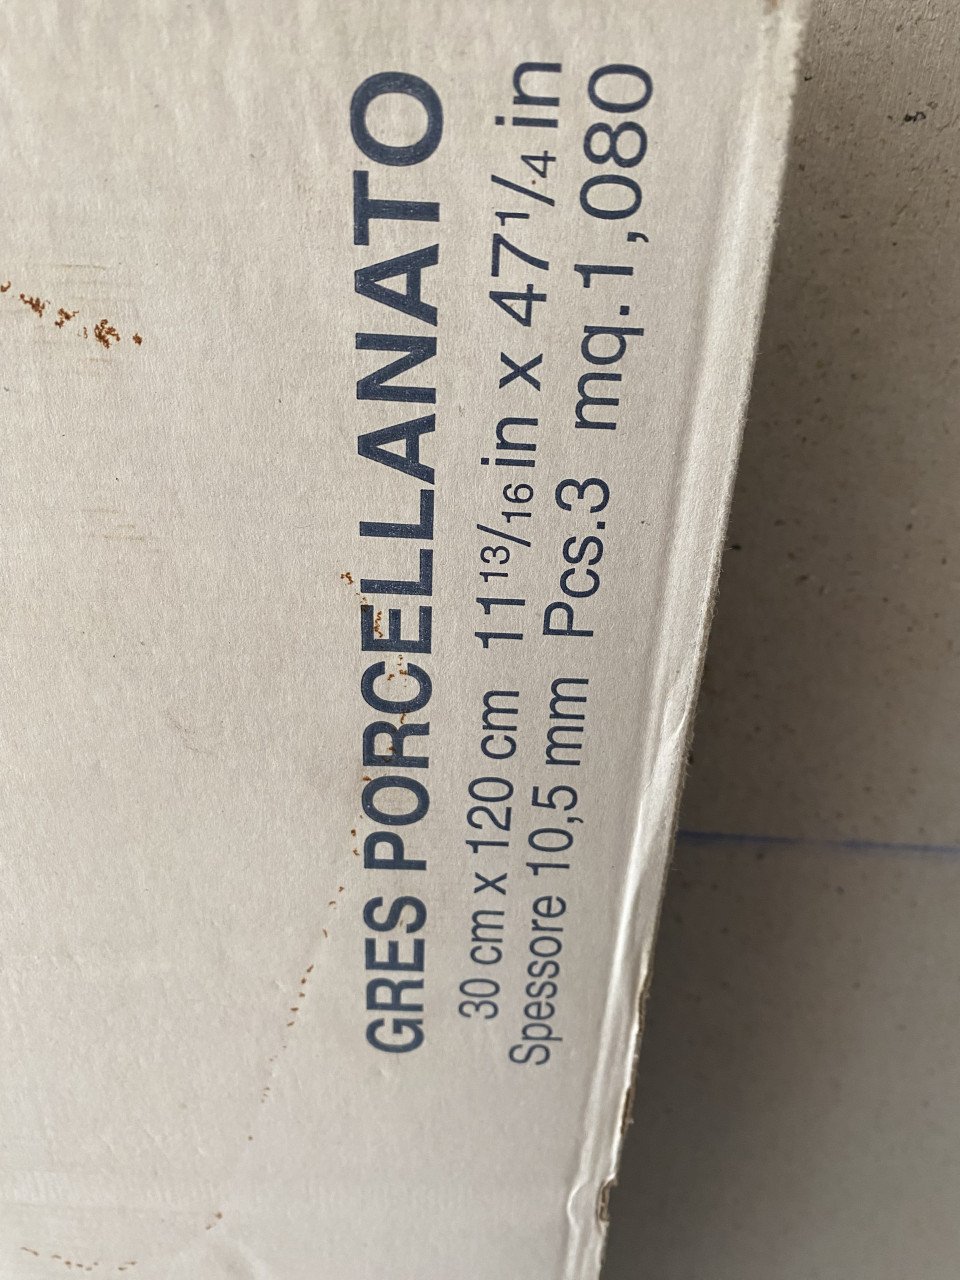 GRES PORCELLANATO
30 cm x 120 cm 11 13/16 in x 47 1/4 in
Spessore 10,5 mm Pcs.3 mq.1,080